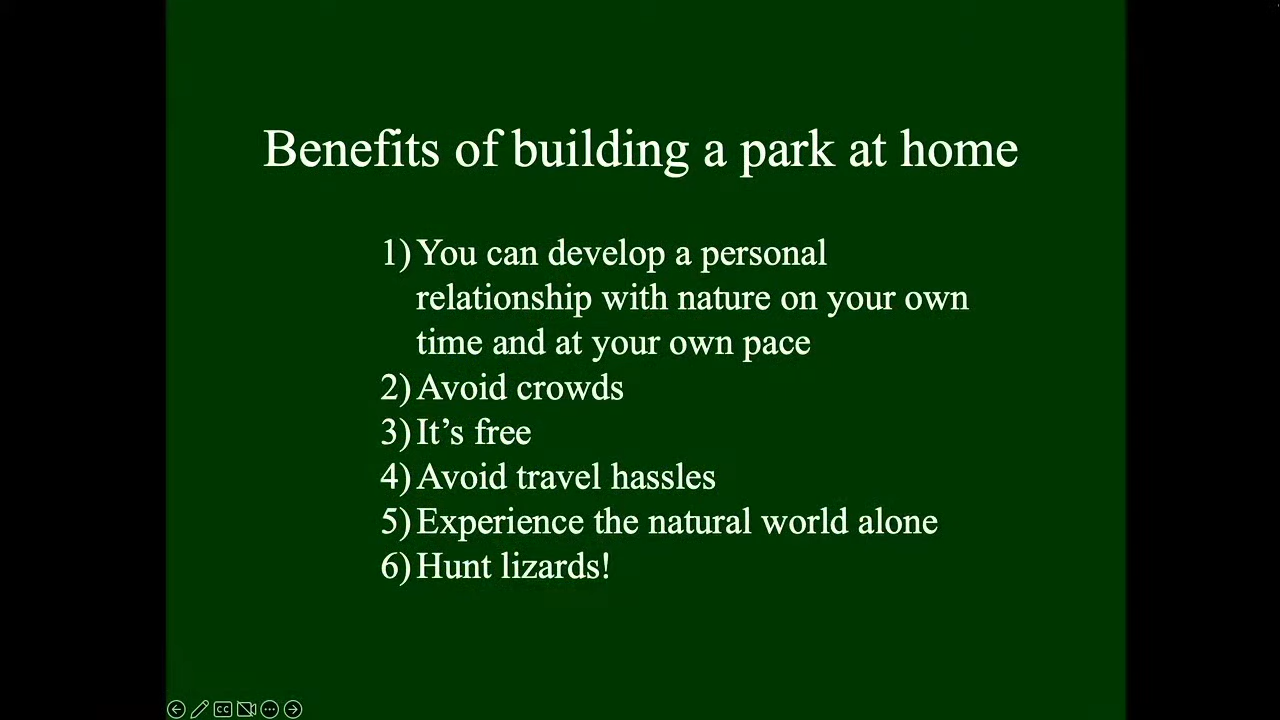 Benefits of building a park at home
1) You can develop a personal
relationship with nature on your own
time and at your own pace
2) Avoid crowds
3) It’s free
4) Avoid travel hassles
5) Experience the natural world alone
6) Hunt lizards!
CC